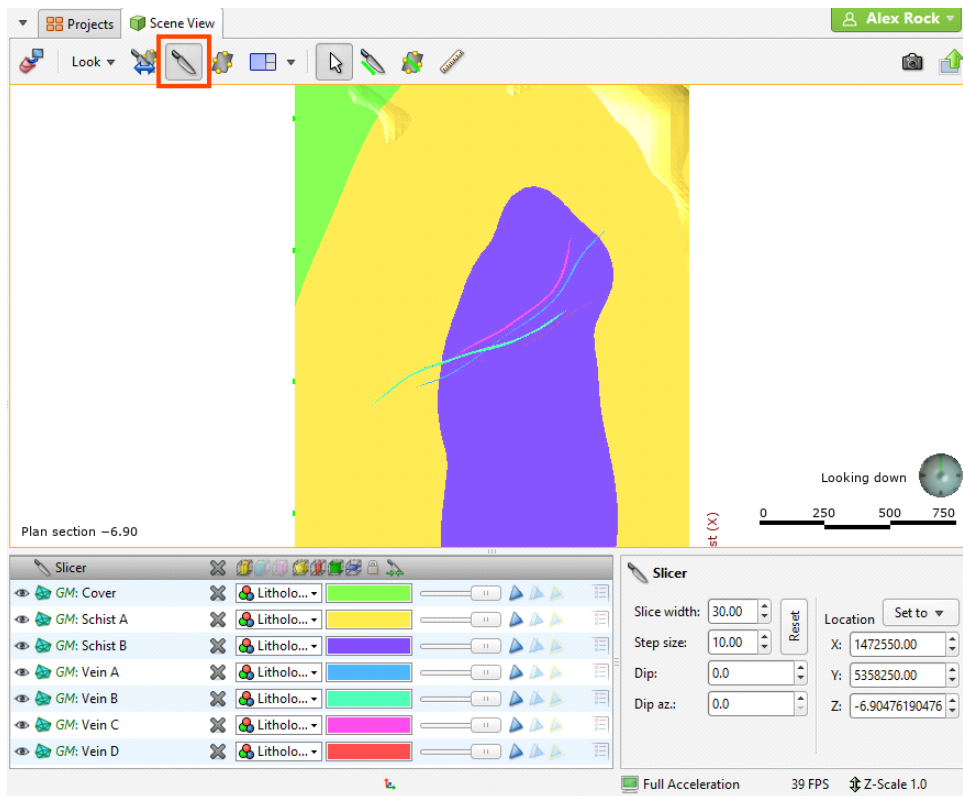 Projects Scene View Alex Rock
Look
Looking down
0 250 500 750
Plan section −6.90
st (X)
Slicer
GM: Cover Litholo...
GM: Schist A Litholo...
GM: Schist B Litholo...
GM: Vein A Litholo...
GM: Vein B Litholo...
GM: Vein C Litholo...
GM: Vein D Litholo...
Slicer
Slice width: 30.00
Step size: 10.00
Reset
Dip: 0.0
Dip az.: 0.0
Location Set to
X: 1472550.00
Y: 5358250.00
Z: -6.90476190476
Full Acceleration 39 FPS Z-Scale 1.0